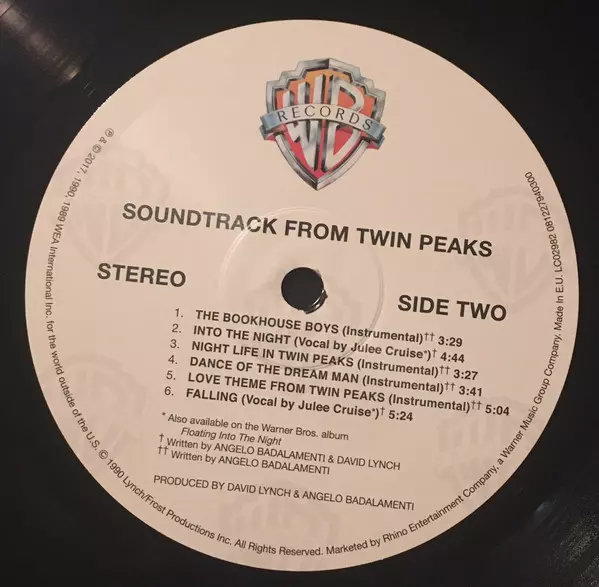 WB
RECORDS
SOUNDTRACK FROM TWIN PEAKS
STEREO
SIDE TWO
1. THE BOOKHOUSE BOYS (Instrumental)†† 3:29
2. INTO THE NIGHT (Vocal by Julee Cruise*)† 4:44
3. NIGHT LIFE IN TWIN PEAKS (Instrumental)†† 3:27
4. DANCE OF THE DREAM MAN (Instrumental)†† 3:41
5. LOVE THEME FROM TWIN PEAKS (Instrumental)†† 5:04
6. FALLING (Vocal by Julee Cruise*)† 5:24
* Also available on the Warner Bros. album
Floating Into The Night
† Written by ANGELO BADALAMENTI & DAVID LYNCH
†† Written by ANGELO BADALAMENTI
PRODUCED BY DAVID LYNCH & ANGELO BADALAMENTI
℗ & © 2017, 1990, 1989 WEA International Inc. for the world outside of the U.S. © 1990 Lynch/Frost Productions Inc. All Rights Reserved. Marketed by Rhino Entertainment Company, a Warner Music Group Company. Made In E.U. LC02982 081227940300